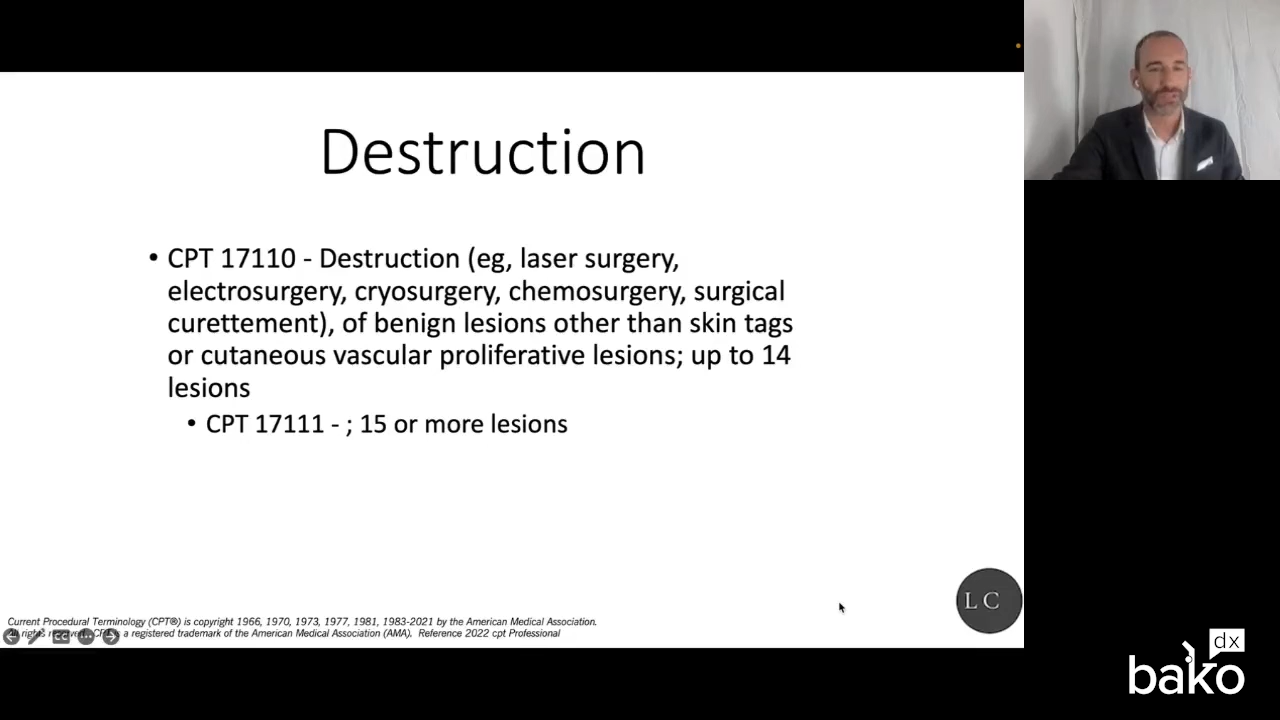 Destruction
• CPT 17110 - Destruction (eg, laser surgery,
electrosurgery, cryosurgery, chemosurgery, surgical
curettement), of benign lesions other than skin tags
or cutaneous vascular proliferative lesions; up to 14
lesions
• CPT 17111 - ; 15 or more lesions
LC
Current Procedural Terminology (CPT®) is copyright 1966, 1970, 1973, 1977, 1981, 1983-2021 by the American Medical Association.
All rights reserved. CPT is a registered trademark of the American Medical Association (AMA). Reference 2022 cpt Professional
dx
bako